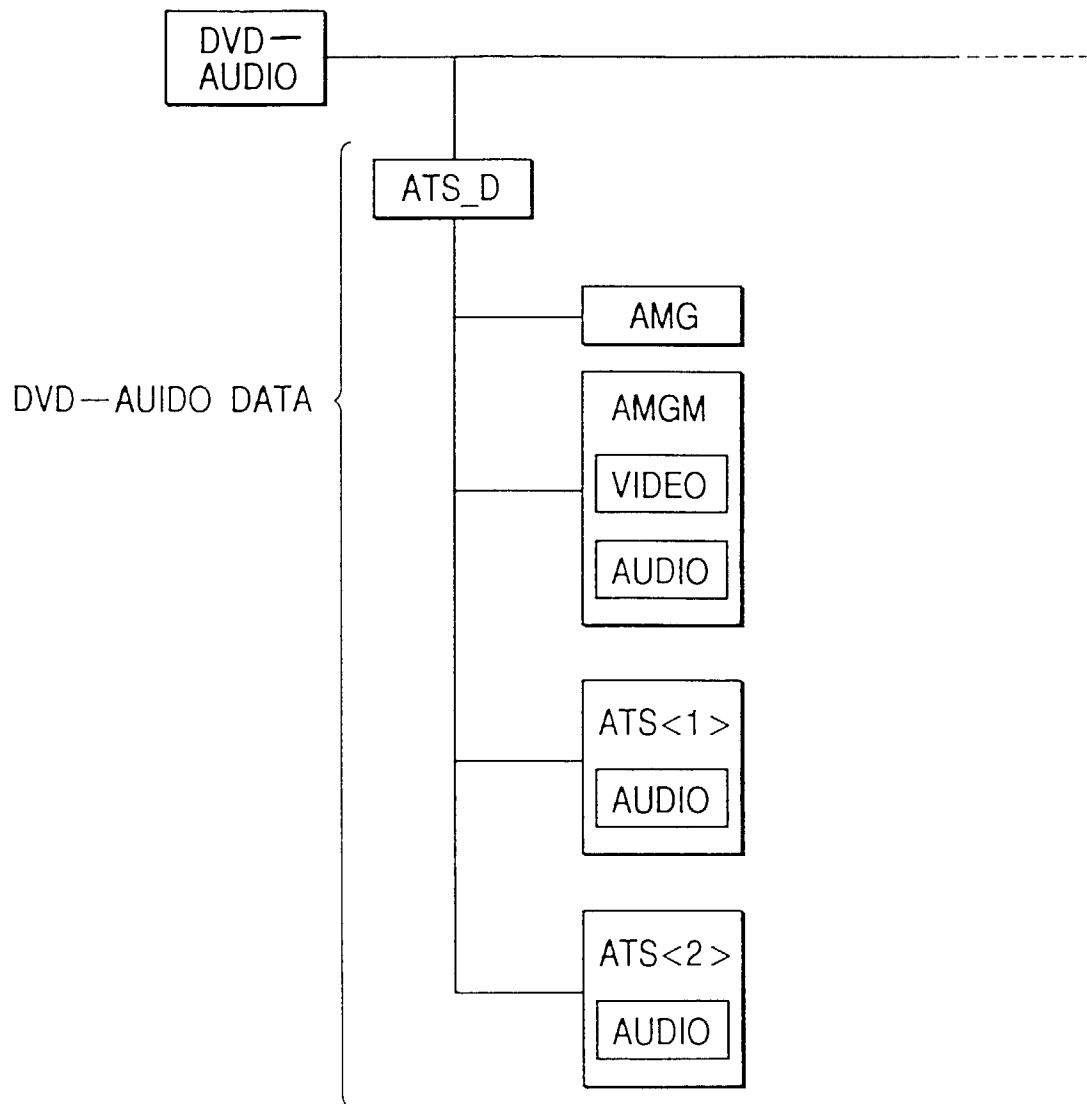 DVD—
AUDIO
ATS_D
AMG
DVD—AUIDO DATA
AMGM
VIDEO
AUDIO
ATS<1>
AUDIO
ATS<2>
AUDIO